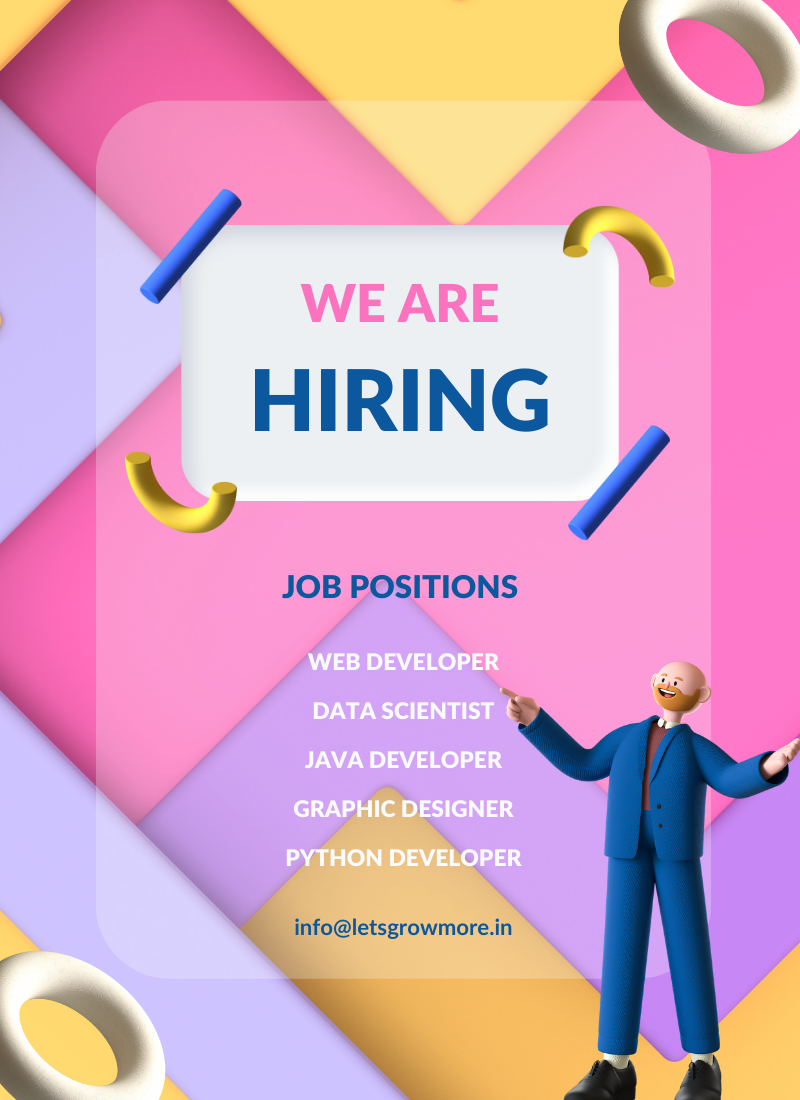 WE ARE
HIRING
JOB POSITIONS
WEB DEVELOPER
DATA SCIENTIST
JAVA DEVELOPER
GRAPHIC DESIGNER
PYTHON DEVELOPER
info@letsgrowmore.in